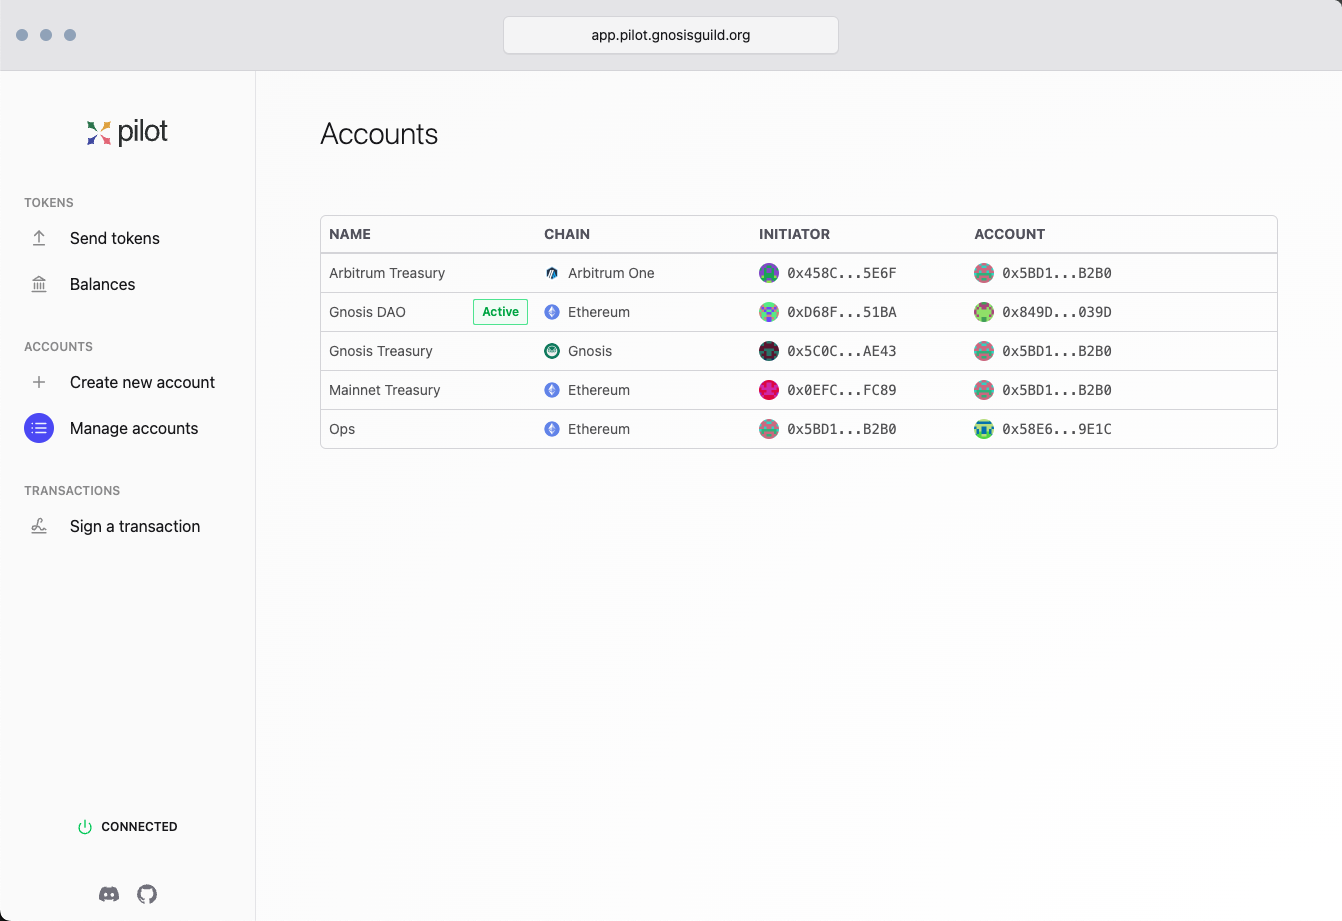 app.pilot.gnosisguild.org
pilot
TOKENS
Send tokens
Balances
ACCOUNTS
Create new account
Manage accounts
TRANSACTIONS
Sign a transaction
CONNECTED
Accounts
NAME CHAIN INITIATOR ACCOUNT
Arbitrum Treasury Arbitrum One 0x458C...5E6F 0x5BD1...B2B0
Gnosis DAO Active Ethereum 0xD68F...51BA 0x849D...039D
Gnosis Treasury Gnosis 0x5C0C...AE43 0x5BD1...B2B0
Mainnet Treasury Ethereum 0x0EFC...FC89 0x5BD1...B2B0
Ops Ethereum 0x5BD1...B2B0 0x58E6...9E1C